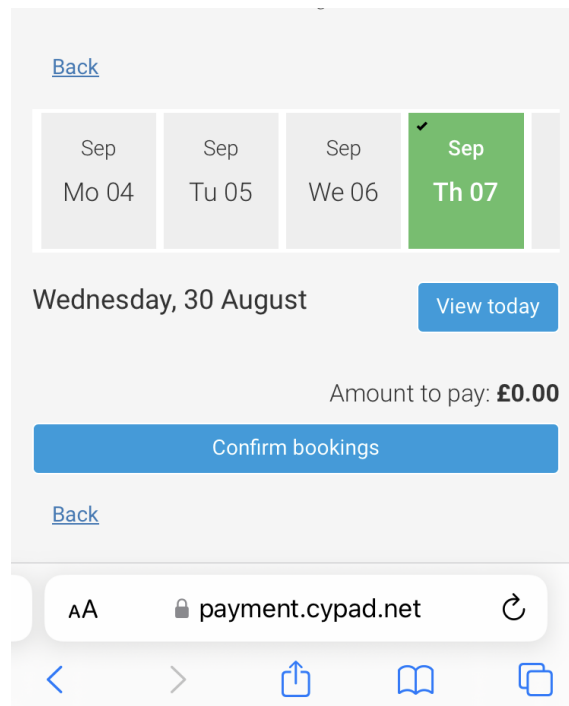 Back
Sep Sep Sep Sep
Mo 04 Tu 05 We 06 Th 07
Wednesday, 30 August View today
Amount to pay: £0.00
Confirm bookings
Back
AA payment.cypad.net